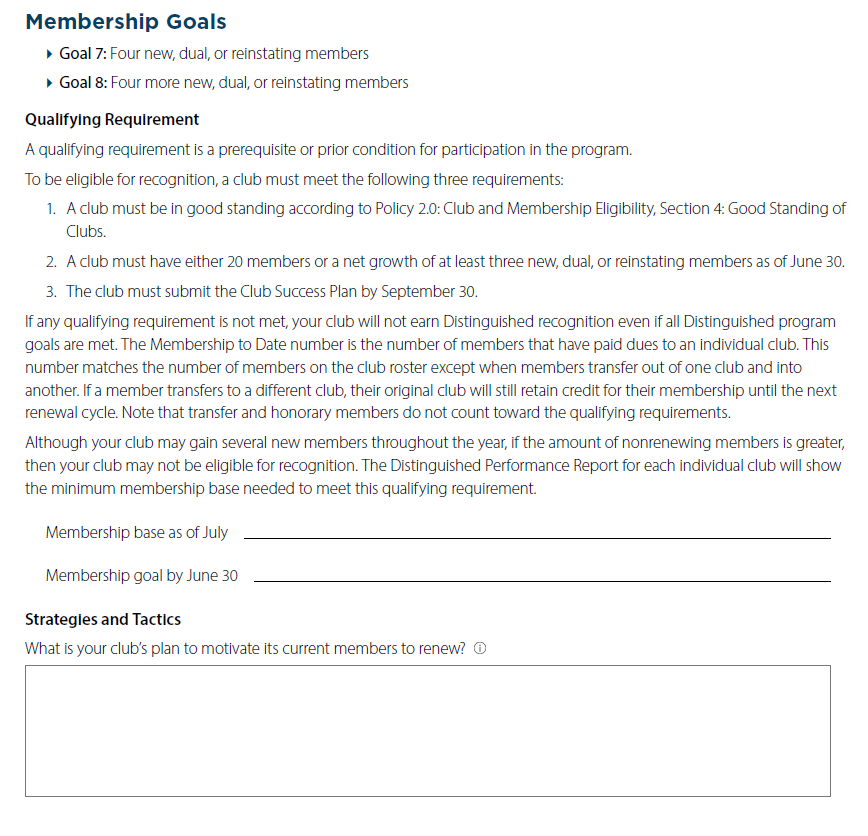 Membership Goals
Goal 7: Four new, dual, or reinstating members
Goal 8: Four more new, dual, or reinstating members
Qualifying Requirement
A qualifying requirement is a prerequisite or prior condition for participation in the program.
To be eligible for recognition, a club must meet the following three requirements:
1. A club must be in good standing according to Policy 2.0: Club and Membership Eligibility, Section 4: Good Standing of
Clubs.
2. A club must have either 20 members or a net growth of at least three new, dual, or reinstating members as of June 30.
3. The club must submit the Club Success Plan by September 30.
If any qualifying requirement is not met, your club will not earn Distinguished recognition even if all Distinguished program
goals are met. The Membership to Date number is the number of members that have paid dues to an individual club. This
number matches the number of members on the club roster except when members transfer out of one club and into
another. If a member transfers to a different club, their original club will still retain credit for their membership until the next
renewal cycle. Note that transfer and honorary members do not count toward the qualifying requirements.
Although your club may gain several new members throughout the year, if the amount of nonrenewing members is greater,
then your club may not be eligible for recognition. The Distinguished Performance Report for each individual club will show
the minimum membership base needed to meet this qualifying requirement.
Membership base as of July
Membership goal by June 30
Strategies and Tactics
What is your club's plan to motivate its current members to renew? ⓘ